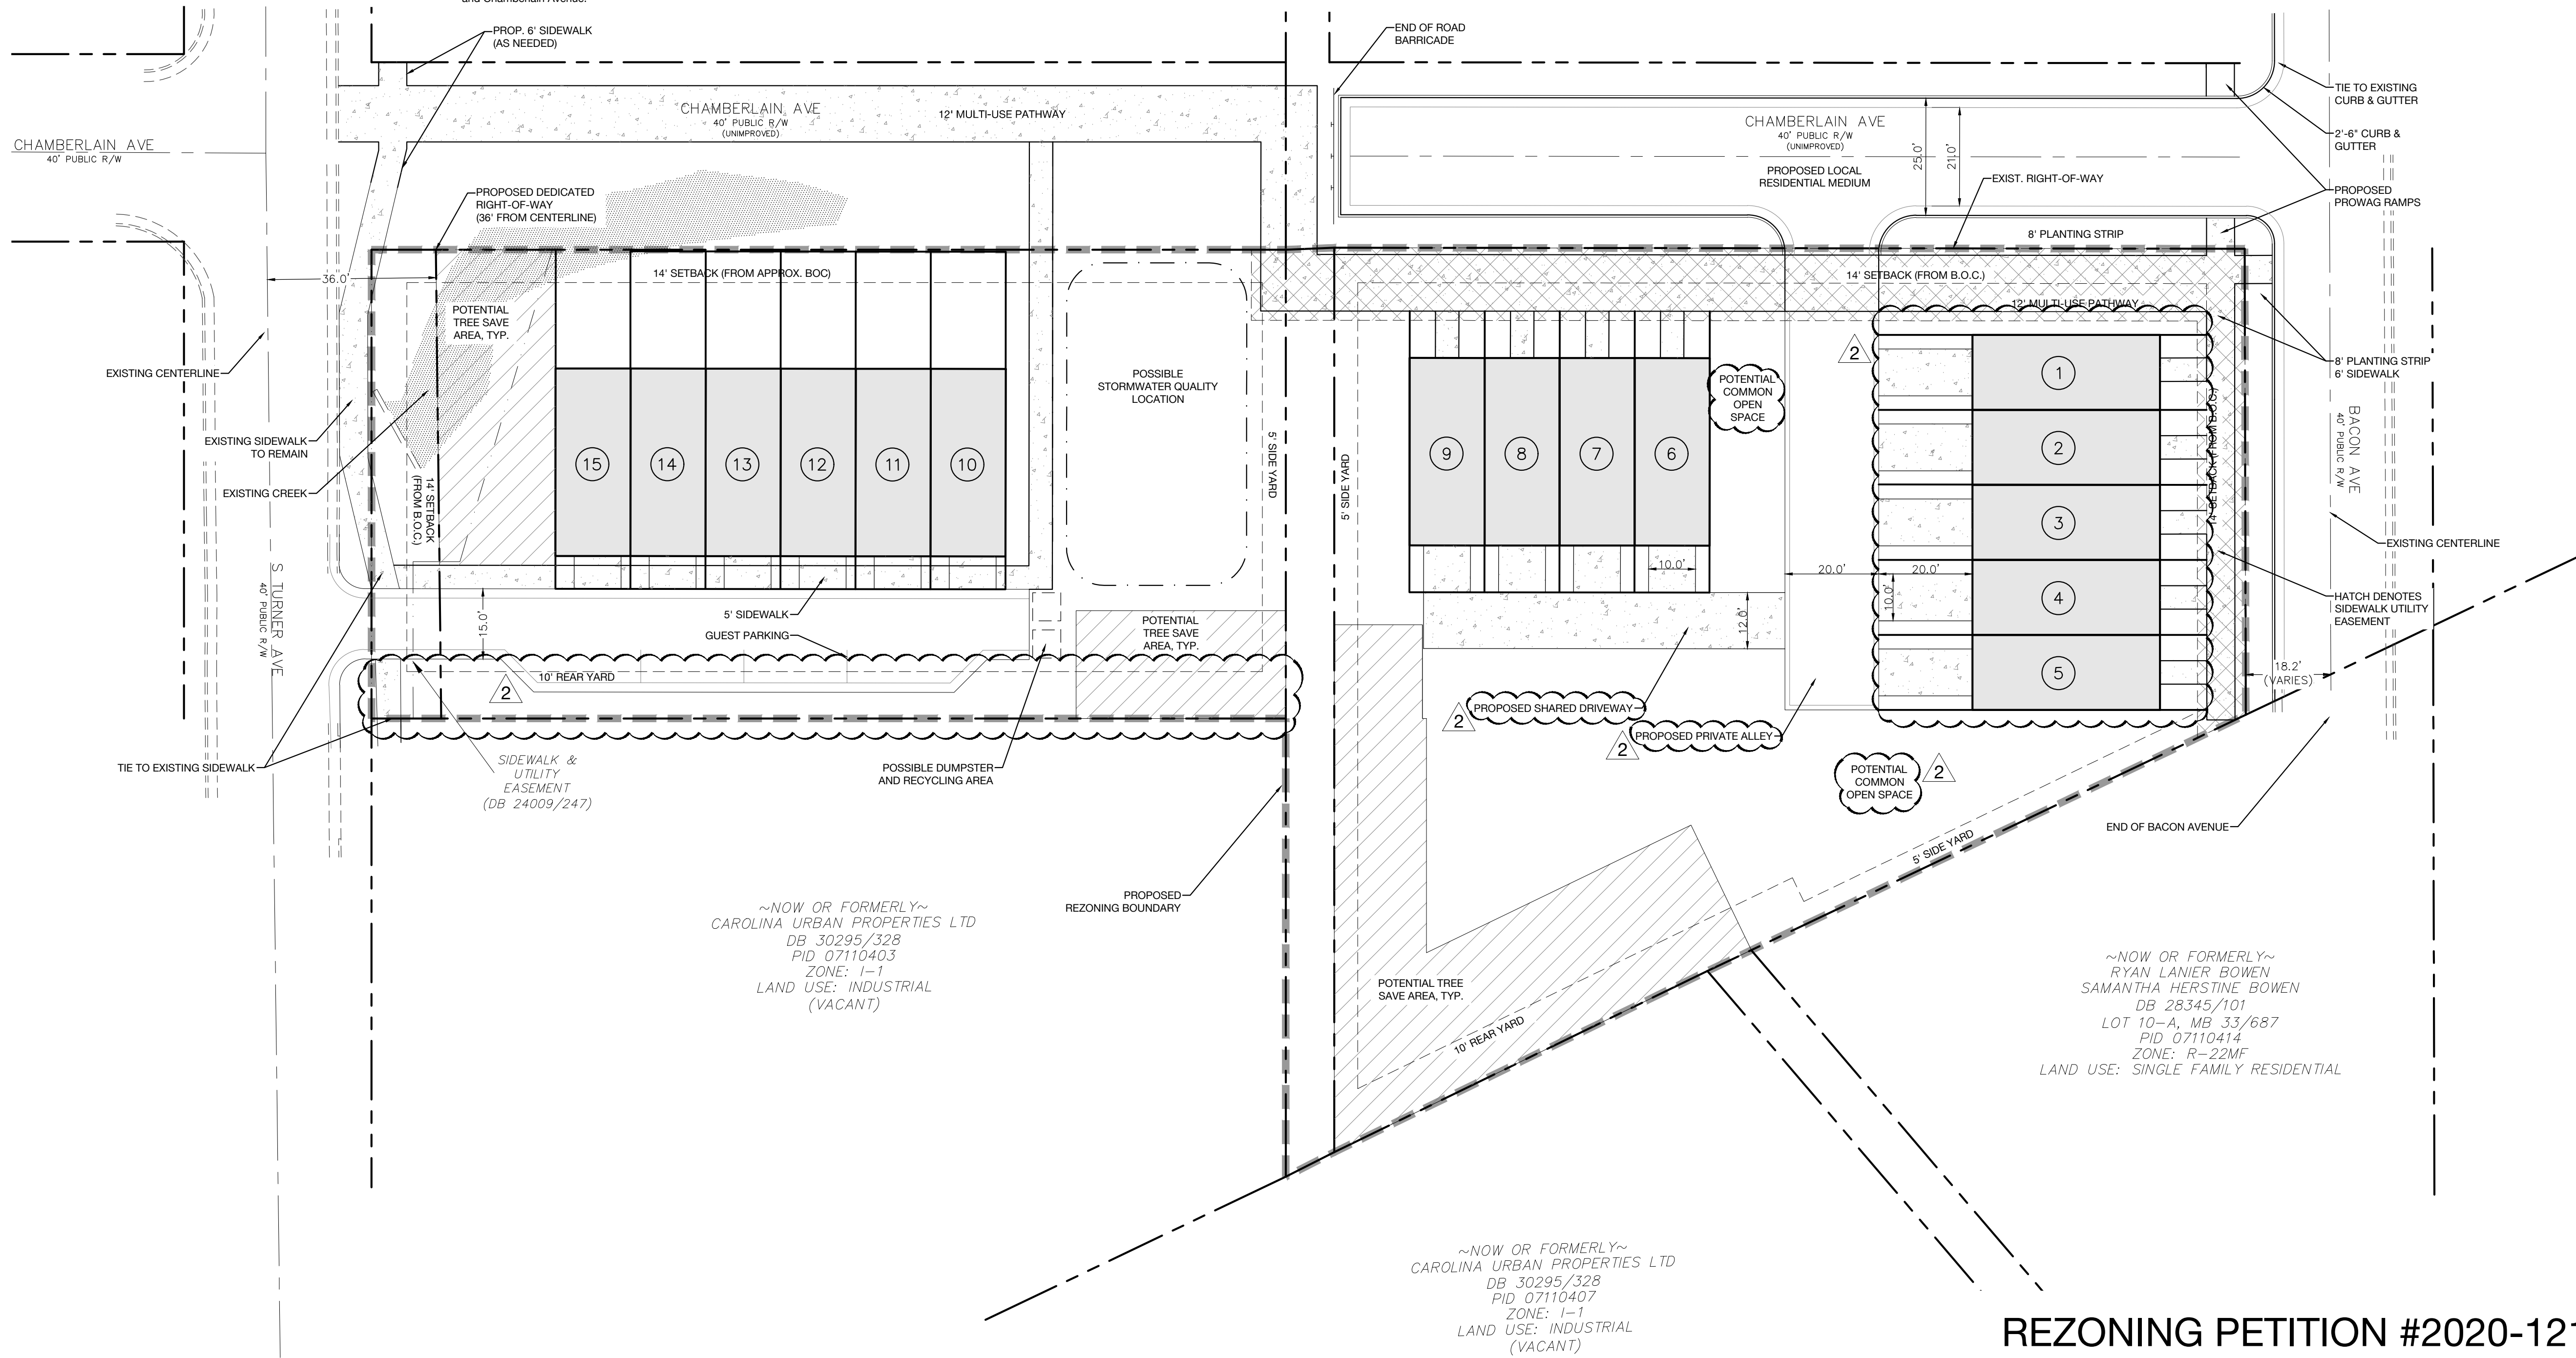 and Chamberlain Avenue.
PROP. 6' SIDEWALK
(AS NEEDED)
END OF ROAD
BARRICADE
TIE TO EXISTING
CURB & GUTTER
CHAMBERLAIN AVE
40' PUBLIC R/W
(UNIMPROVED)
12' MULTI-USE PATHWAY
CHAMBERLAIN AVE
40' PUBLIC R/W
(UNIMPROVED)
PROPOSED LOCAL
RESIDENTIAL MEDIUM
25.0'
21.0'
2'-6" CURB &
GUTTER
CHAMBERLAIN AVE
40' PUBLIC R/W
PROPOSED DEDICATED
RIGHT-OF-WAY
(36' FROM CENTERLINE)
EXIST. RIGHT-OF-WAY
PROPOSED
PROWAG RAMPS
8' PLANTING STRIP
36.0'
14' SETBACK (FROM APPROX. BOC)
14' SETBACK (FROM B.O.C.)
12' MULTI-USE PATHWAY
POTENTIAL
TREE SAVE
AREA, TYP.
EXISTING CENTERLINE
POSSIBLE
STORMWATER QUALITY
LOCATION
POTENTIAL
COMMON
OPEN
SPACE
2
1
8' PLANTING STRIP
6' SIDEWALK
EXISTING SIDEWALK
TO REMAIN
EXISTING CREEK
14' SETBACK
(FROM B.O.C.)
15
14
13
12
11
10
5' SIDE YARD
5' SIDE YARD
9
8
7
6
2
14' SETBACK (FROM B.O.C.)
BACON AVE
40' PUBLIC R/W
3
EXISTING CENTERLINE
S TURNER AVE
40' PUBLIC R/W
10.0'
20.0'
20.0'
10.0'
4
HATCH DENOTES
SIDEWALK UTILITY
EASEMENT
15.0'
5' SIDEWALK
GUEST PARKING
POTENTIAL
TREE SAVE
AREA, TYP.
12.0'
5
18.2'
(VARIES)
10' REAR YARD
2
PROPOSED SHARED DRIVEWAY
2
PROPOSED PRIVATE ALLEY
2
TIE TO EXISTING SIDEWALK
SIDEWALK &
UTILITY
EASEMENT
(DB 24009/247)
POSSIBLE DUMPSTER
AND RECYCLING AREA
POTENTIAL
COMMON
OPEN SPACE
2
END OF BACON AVENUE
5' SIDE YARD
PROPOSED
REZONING BOUNDARY
~NOW OR FORMERLY~
CAROLINA URBAN PROPERTIES LTD
DB 30295/328
PID 07110403
ZONE: I-1
LAND USE: INDUSTRIAL
(VACANT)
POTENTIAL TREE
SAVE AREA, TYP.
10' REAR YARD
~NOW OR FORMERLY~
RYAN LANIER BOWEN
SAMANTHA HERSTINE BOWEN
DB 28345/101
LOT 10-A, MB 33/687
PID 07110414
ZONE: R-22MF
LAND USE: SINGLE FAMILY RESIDENTIAL
~NOW OR FORMERLY~
CAROLINA URBAN PROPERTIES LTD
DB 30295/328
PID 07110407
ZONE: I-1
LAND USE: INDUSTRIAL
(VACANT)
REZONING PETITION #2020-121